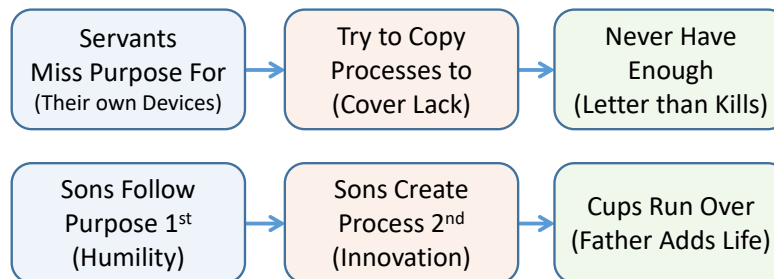 Servants
Miss Purpose For
(Their own Devices)
Try to Copy
Processes to
(Cover Lack)
Never Have
Enough
(Letter than Kills)
Sons Follow
Purpose 1st
(Humility)
Sons Create
Process 2nd
(Innovation)
Cups Run Over
(Father Adds Life)